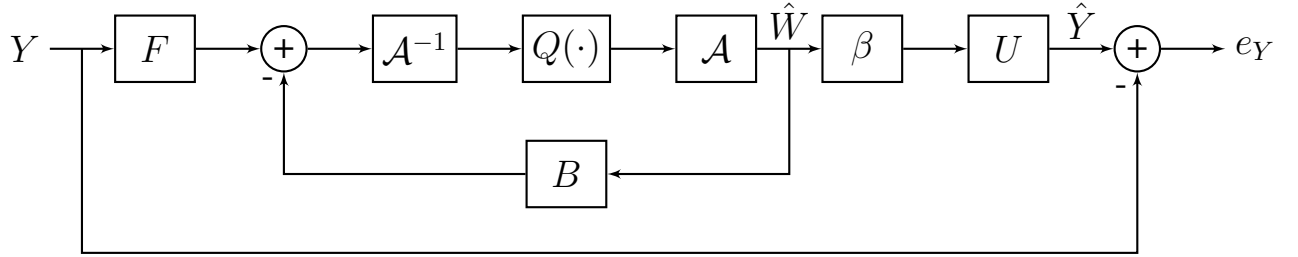 Y F + 𝒜⁻¹ Q(·) 𝒜 Ŵ β U Ŷ + e_Y
- -
B